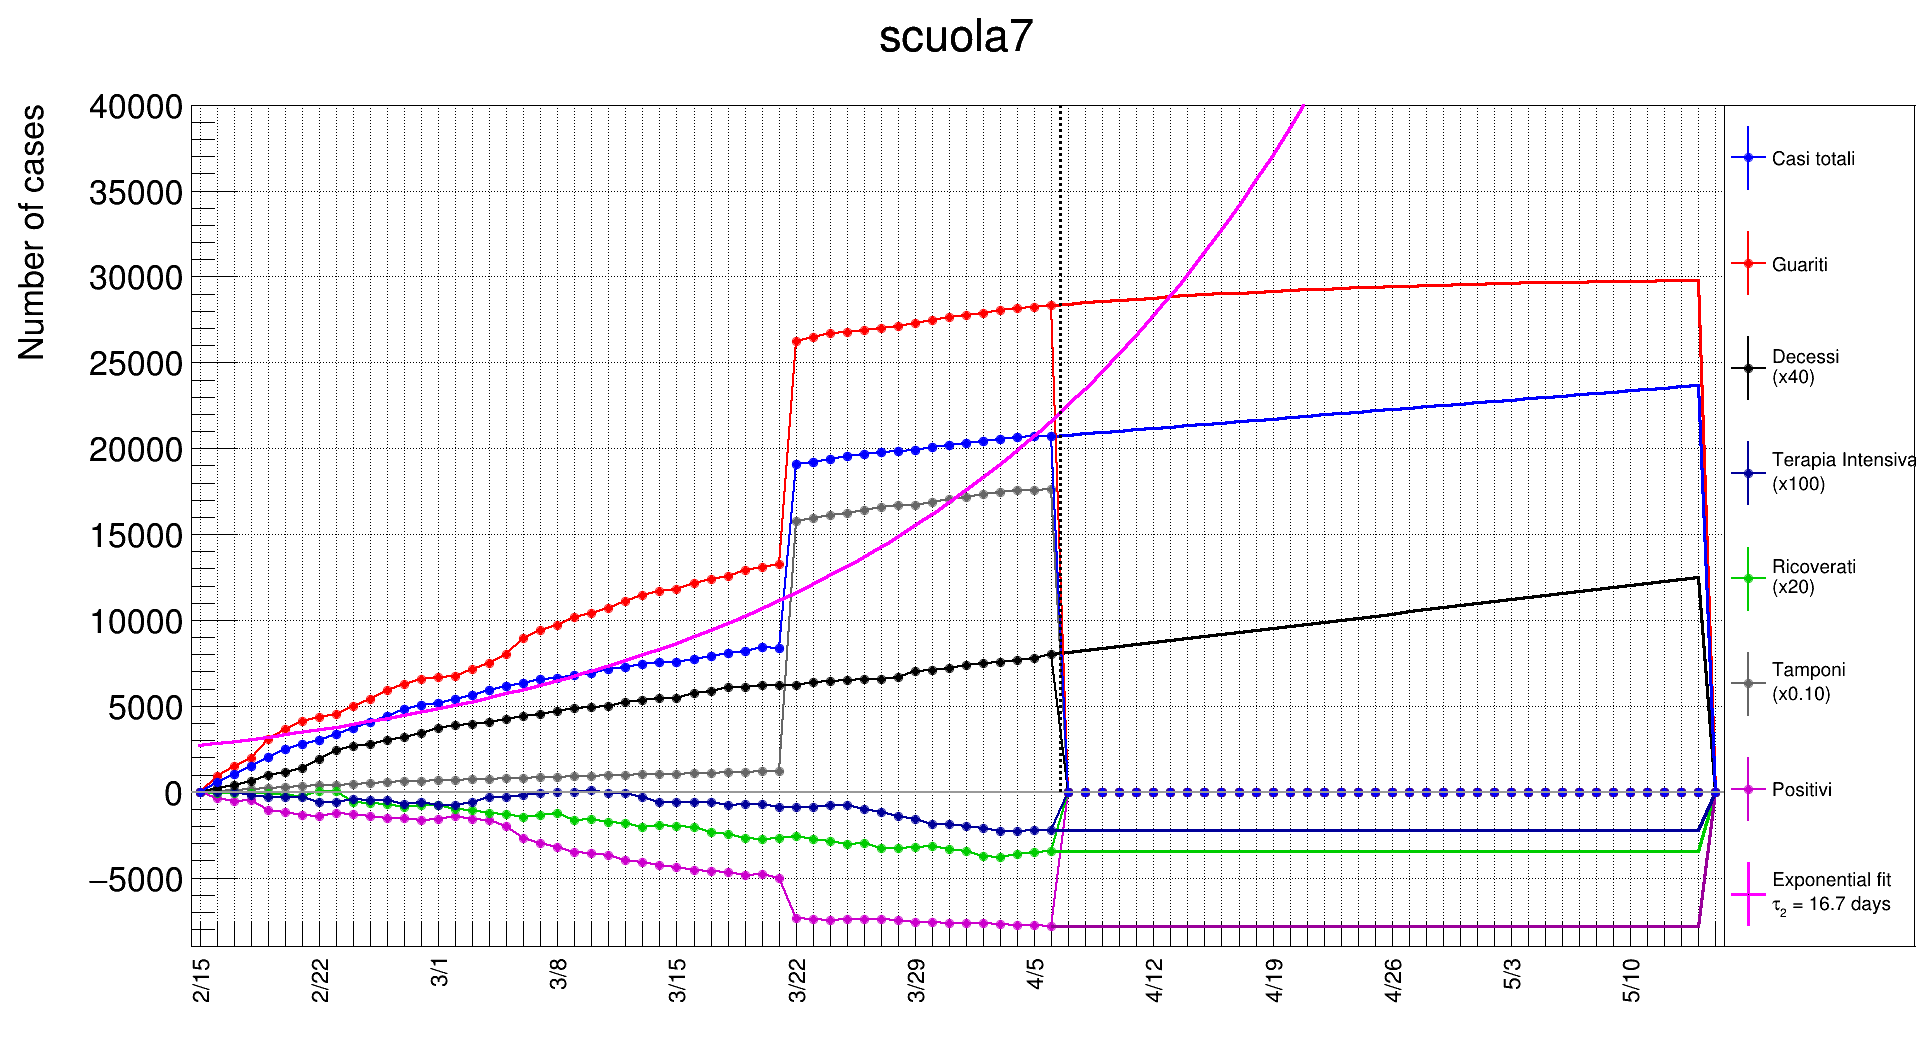 scuola7
Number of cases
40000
35000
30000
25000
20000
15000
10000
5000
0
−5000
2/15
2/22
3/1
3/8
3/15
3/22
3/29
4/5
4/12
4/19
4/26
5/3
5/10
Casi totali
Guariti
Decessi
(x40)
Terapia Intensiva
(x100)
Ricoverati
(x20)
Tamponi
(x0.10)
Positivi
Exponential fit
τ2 = 16.7 days